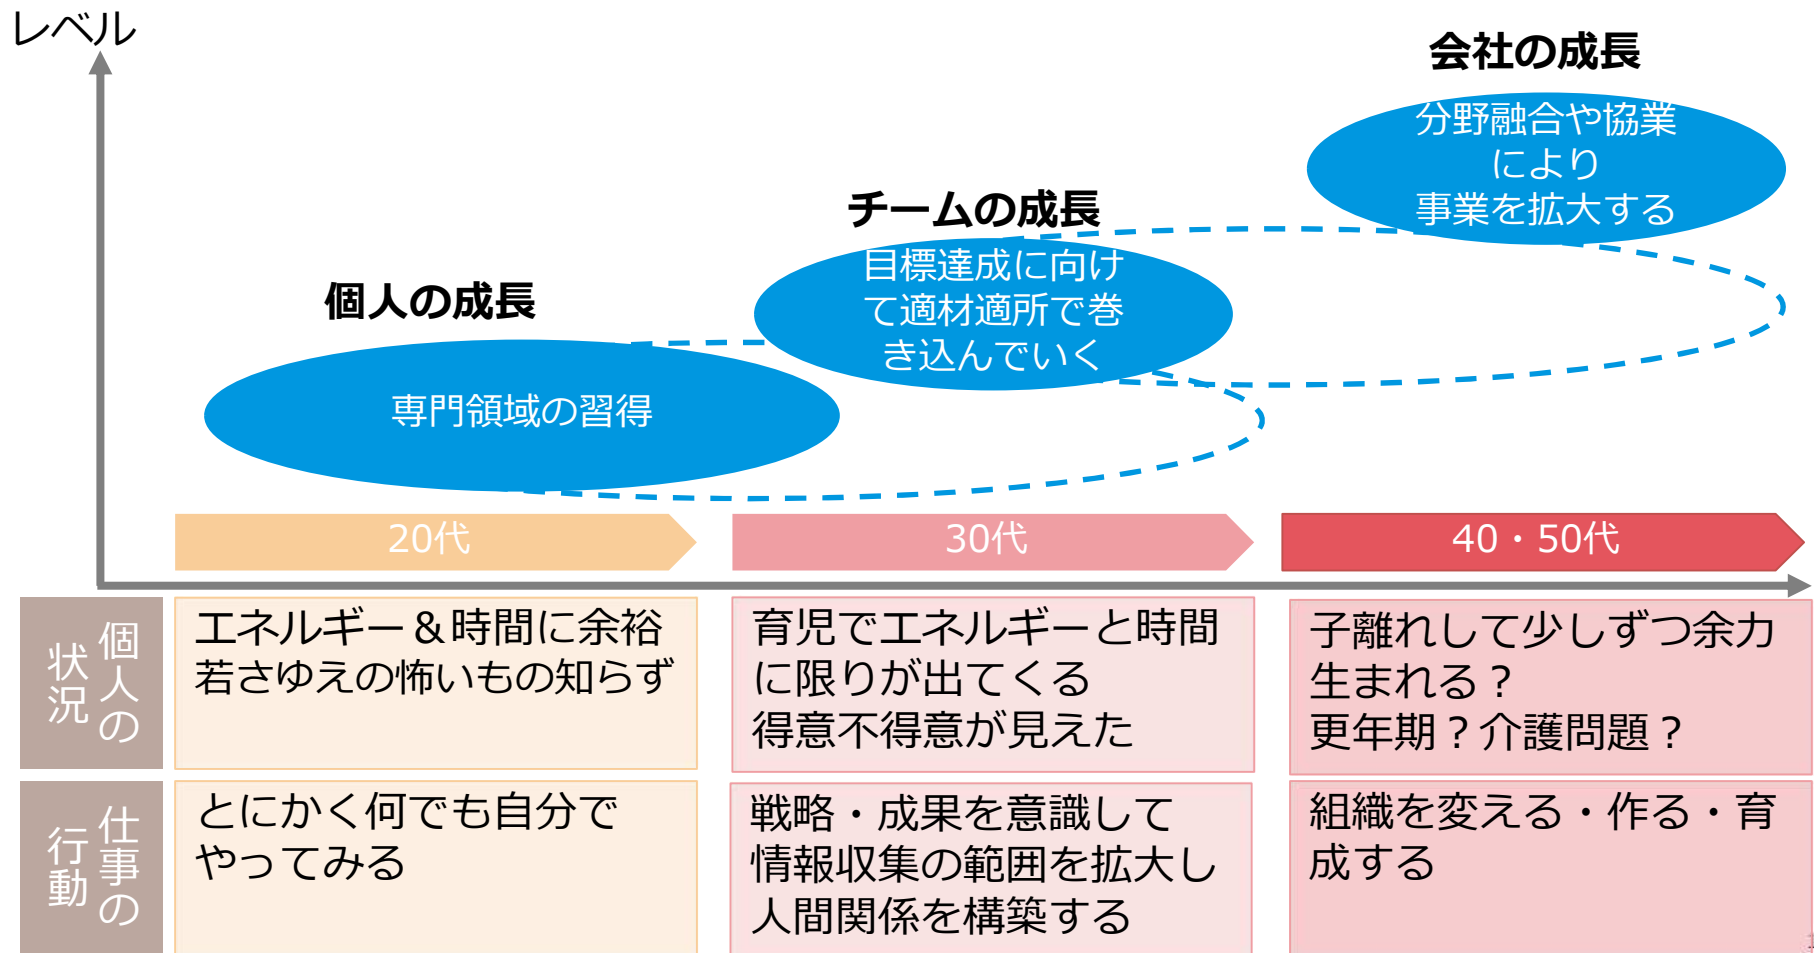 レベル
会社の成長
分野融合や協業
により
事業を拡大する
チームの成長
目標達成に向け
て適材適所で巻
き込んでいく
個人の成長
専門領域の習得
20代
30代
40・50代
個人の
状況
エネルギー＆時間に余裕
若さゆえの怖いもの知らず
育児でエネルギーと時間
に限りが出てくる
得意不得意が見えた
子離れして少しずつ余力
生まれる？
更年期？介護問題？
仕事の
行動
とにかく何でも自分で
やってみる
戦略・成果を意識して
情報収集の範囲を拡大し
人間関係を構築する
組織を変える・作る・育
成する